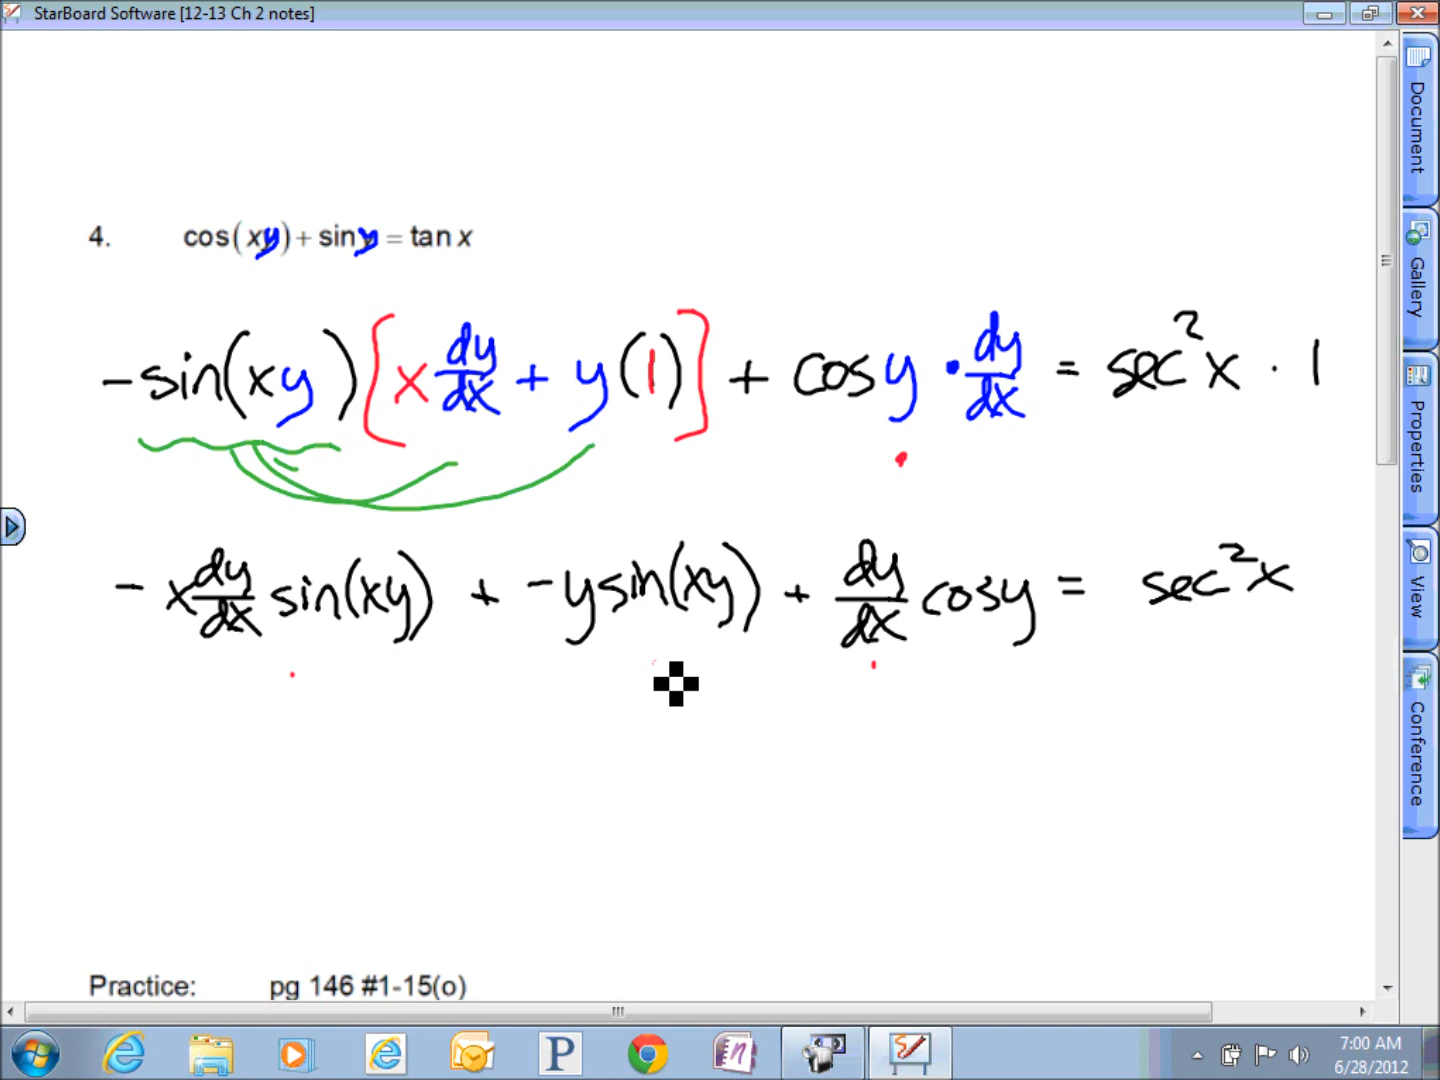 StarBoard Software [12-13 Ch 2 notes]
Document
Gallery
Properties
View
Conference
4. cos(xy) + sin y = tan x
-sin(xy)[x dy/dx + y(1)] + cos y · dy/dx = sec²x · 1
- x dy/dx sin(xy) + -y sin(xy) + dy/dx cos y = sec²x
Practice: pg 146 #1-15(o)
7:00 AM
6/28/2012